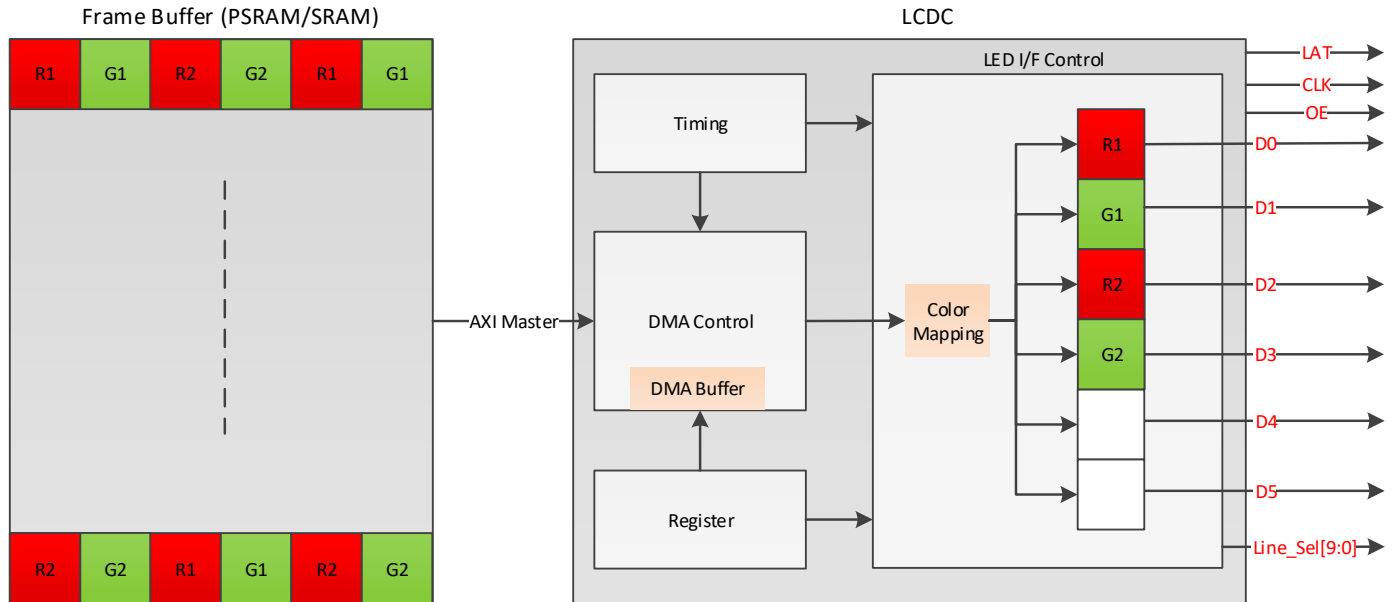 Frame Buffer (PSRAM/SRAM)
R1 G1 R2 G2 R1 G1
R2 G2 R1 G1 R2 G2
AXI Master
LCDC
Timing
DMA Control
DMA Buffer
Register
LED I/F Control
Color
Mapping
R1
G1
R2
G2
LAT
CLK
OE
D0
D1
D2
D3
D4
D5
Line_Sel[9:0]